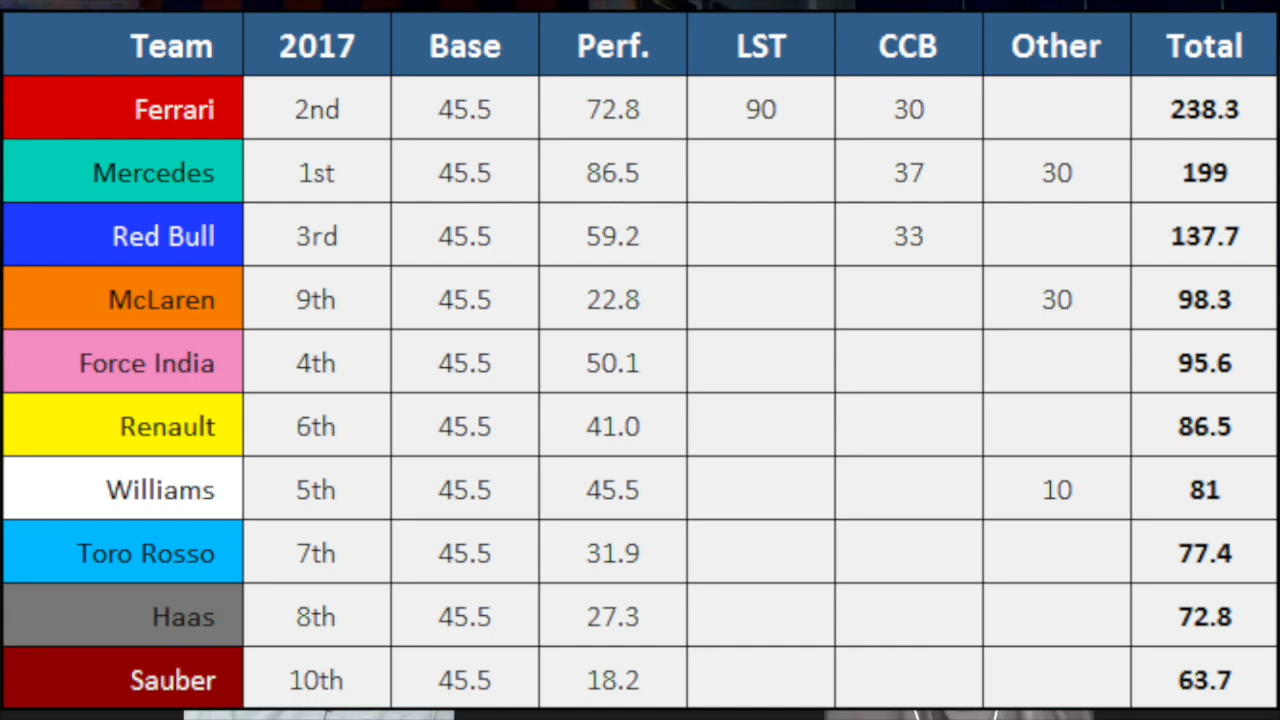 Team 2017 Base Perf. LST CCB Other Total
Ferrari 2nd 45.5 72.8 90 30 238.3
Mercedes 1st 45.5 86.5 37 30 199
Red Bull 3rd 45.5 59.2 33 137.7
McLaren 9th 45.5 22.8 30 98.3
Force India 4th 45.5 50.1 95.6
Renault 6th 45.5 41.0 86.5
Williams 5th 45.5 45.5 10 81
Toro Rosso 7th 45.5 31.9 77.4
Haas 8th 45.5 27.3 72.8
Sauber 10th 45.5 18.2 63.7